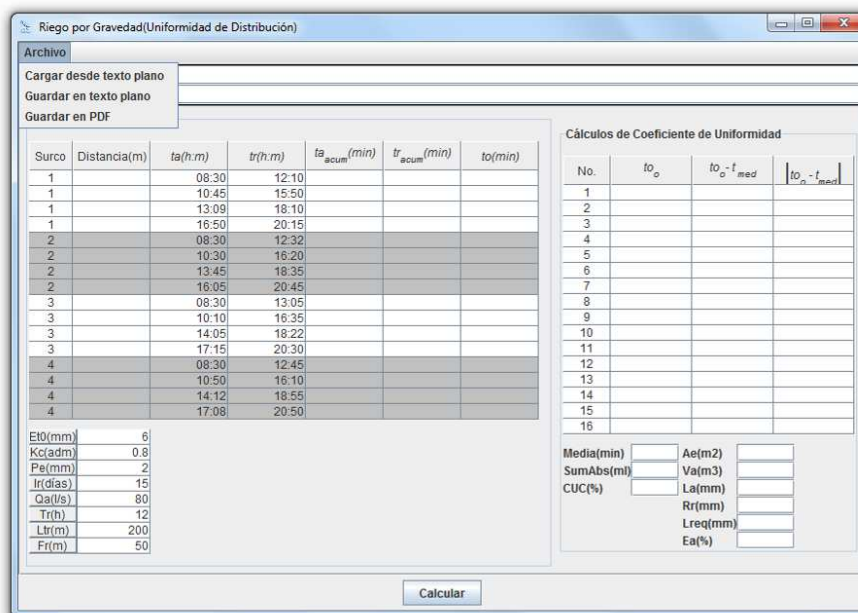 Riego por Gravedad(Uniformidad de Distribución)
Archivo
Cargar desde texto plano
Guardar en texto plano
Guardar en PDF
Surco Distancia(m) ta(h:m) tr(h:m) ta acum (min) tr acum (min) to(min)
1 08:30 12:10
1 10:45 15:50
1 13:09 18:10
1 16:50 20:15
2 08:30 12:32
2 10:30 16:20
2 13:45 18:35
2 16:05 20:45
3 08:30 13:05
3 10:10 16:35
3 14:05 18:22
3 17:15 20:30
4 08:30 12:45
4 10:50 16:10
4 14:12 18:55
4 17:08 20:50
Et0(mm) 6
Kc(adm) 0.8
Pe(mm) 2
Ir(días) 15
Qa(l/s) 80
Tr(h) 12
Ltr(m) 200
Fr(m) 50
Cálculos de Coeficiente de Uniformidad
No. to o to o - t med |to o - t med|
1
2
3
4
5
6
7
8
9
10
11
12
13
14
15
16
Media(min) Ae(m2)
SumAbs(ml) Va(m3)
CUC(%) La(mm)
Rr(mm)
Lreq(mm)
Ea(%)
Calcular